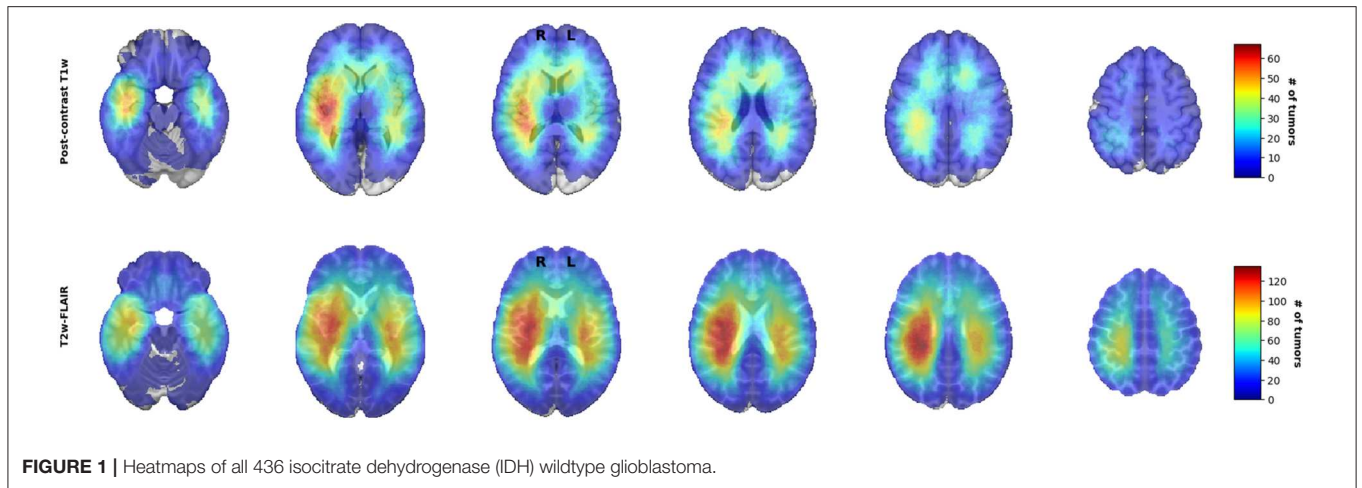 Post-contrast T1w
R L
60
50
40
30
20
10
0
# of tumors
T2w-FLAIR
R L
120
100
80
60
40
20
0
# of tumors
FIGURE 1 | Heatmaps of all 436 isocitrate dehydrogenase (IDH) wildtype glioblastoma.